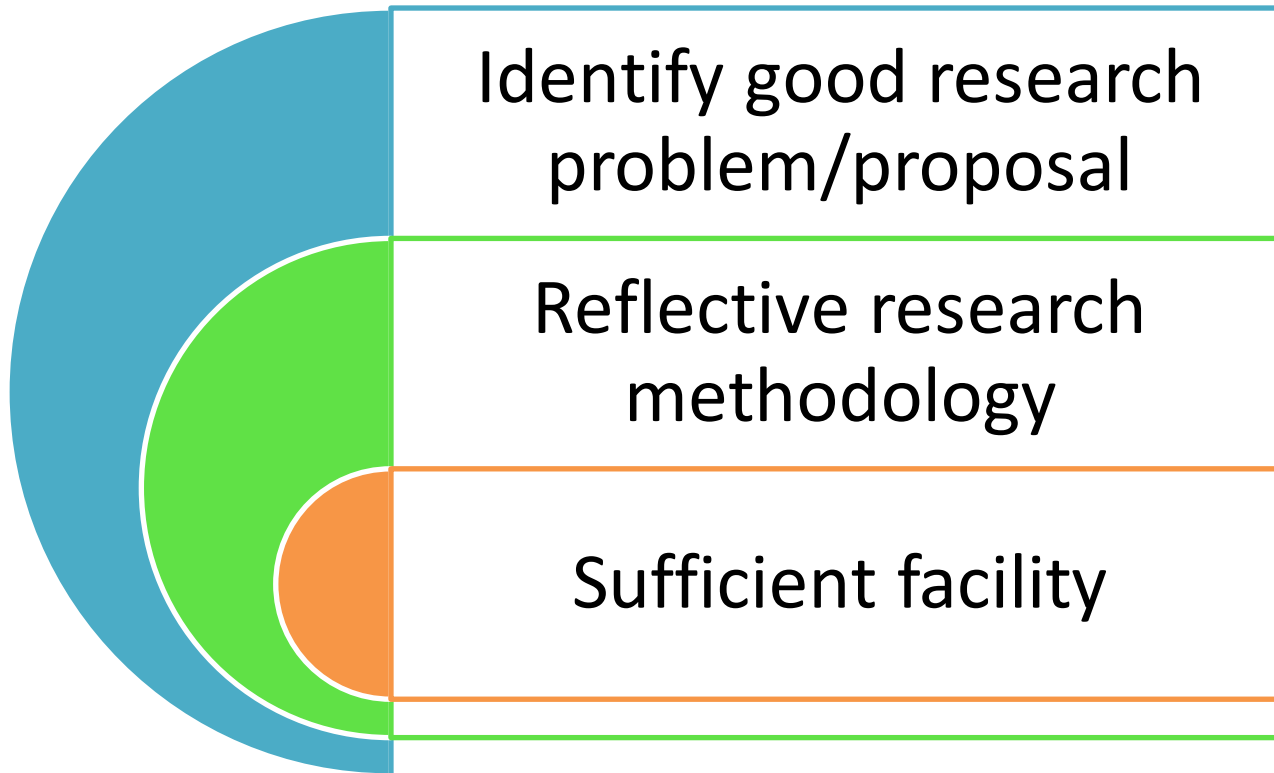 Identify good research
problem/proposal
Reflective research
methodology
Sufficient facility